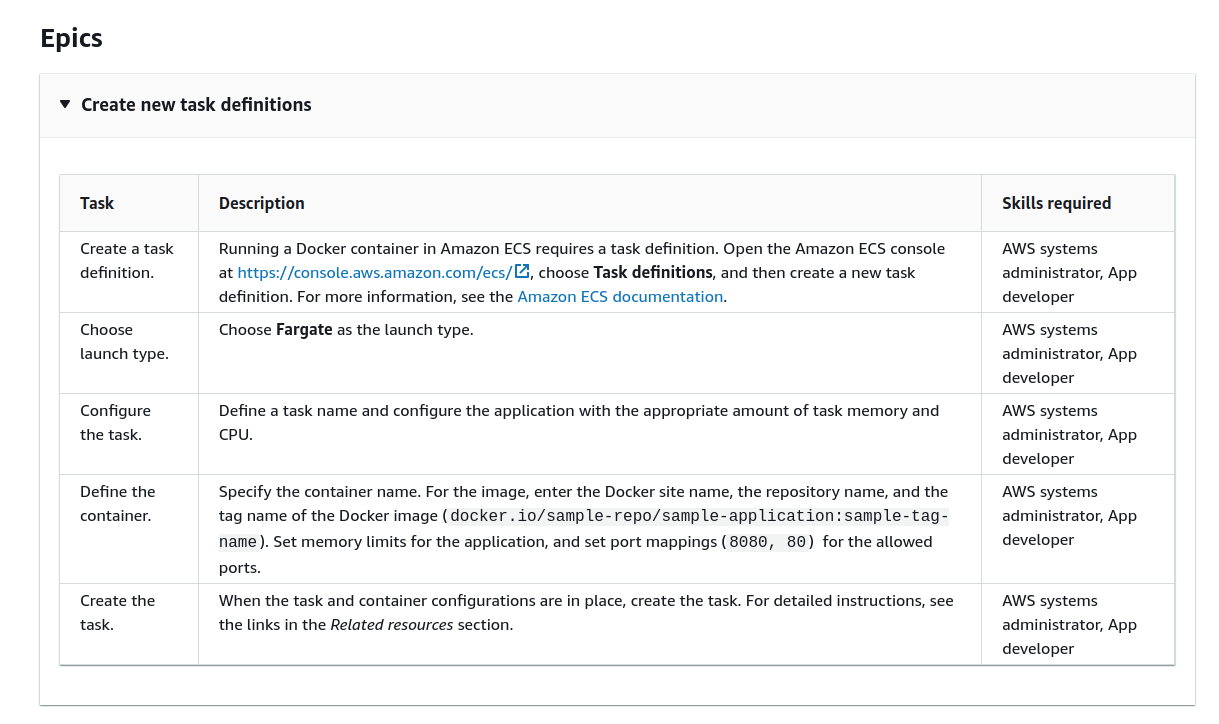 Epics
Create new task definitions
Task
Description
Skills required
Create a task
definition.
Running a Docker container in Amazon ECS requires a task definition. Open the Amazon ECS console
at https://console.aws.amazon.com/ecs/, choose Task definitions, and then create a new task
definition. For more information, see the Amazon ECS documentation.
AWS systems
administrator, App
developer
Choose
launch type.
Choose Fargate as the launch type.
AWS systems
administrator, App
developer
Configure
the task.
Define a task name and configure the application with the appropriate amount of task memory and
CPU.
AWS systems
administrator, App
developer
Define the
container.
Specify the container name. For the image, enter the Docker site name, the repository name, and the
tag name of the Docker image (docker.io/sample-repo/sample-application:sample-tag-
name). Set memory limits for the application, and set port mappings (8080, 80) for the allowed
ports.
AWS systems
administrator, App
developer
Create the
task.
When the task and container configurations are in place, create the task. For detailed instructions, see
the links in the Related resources section.
AWS systems
administrator, App
developer